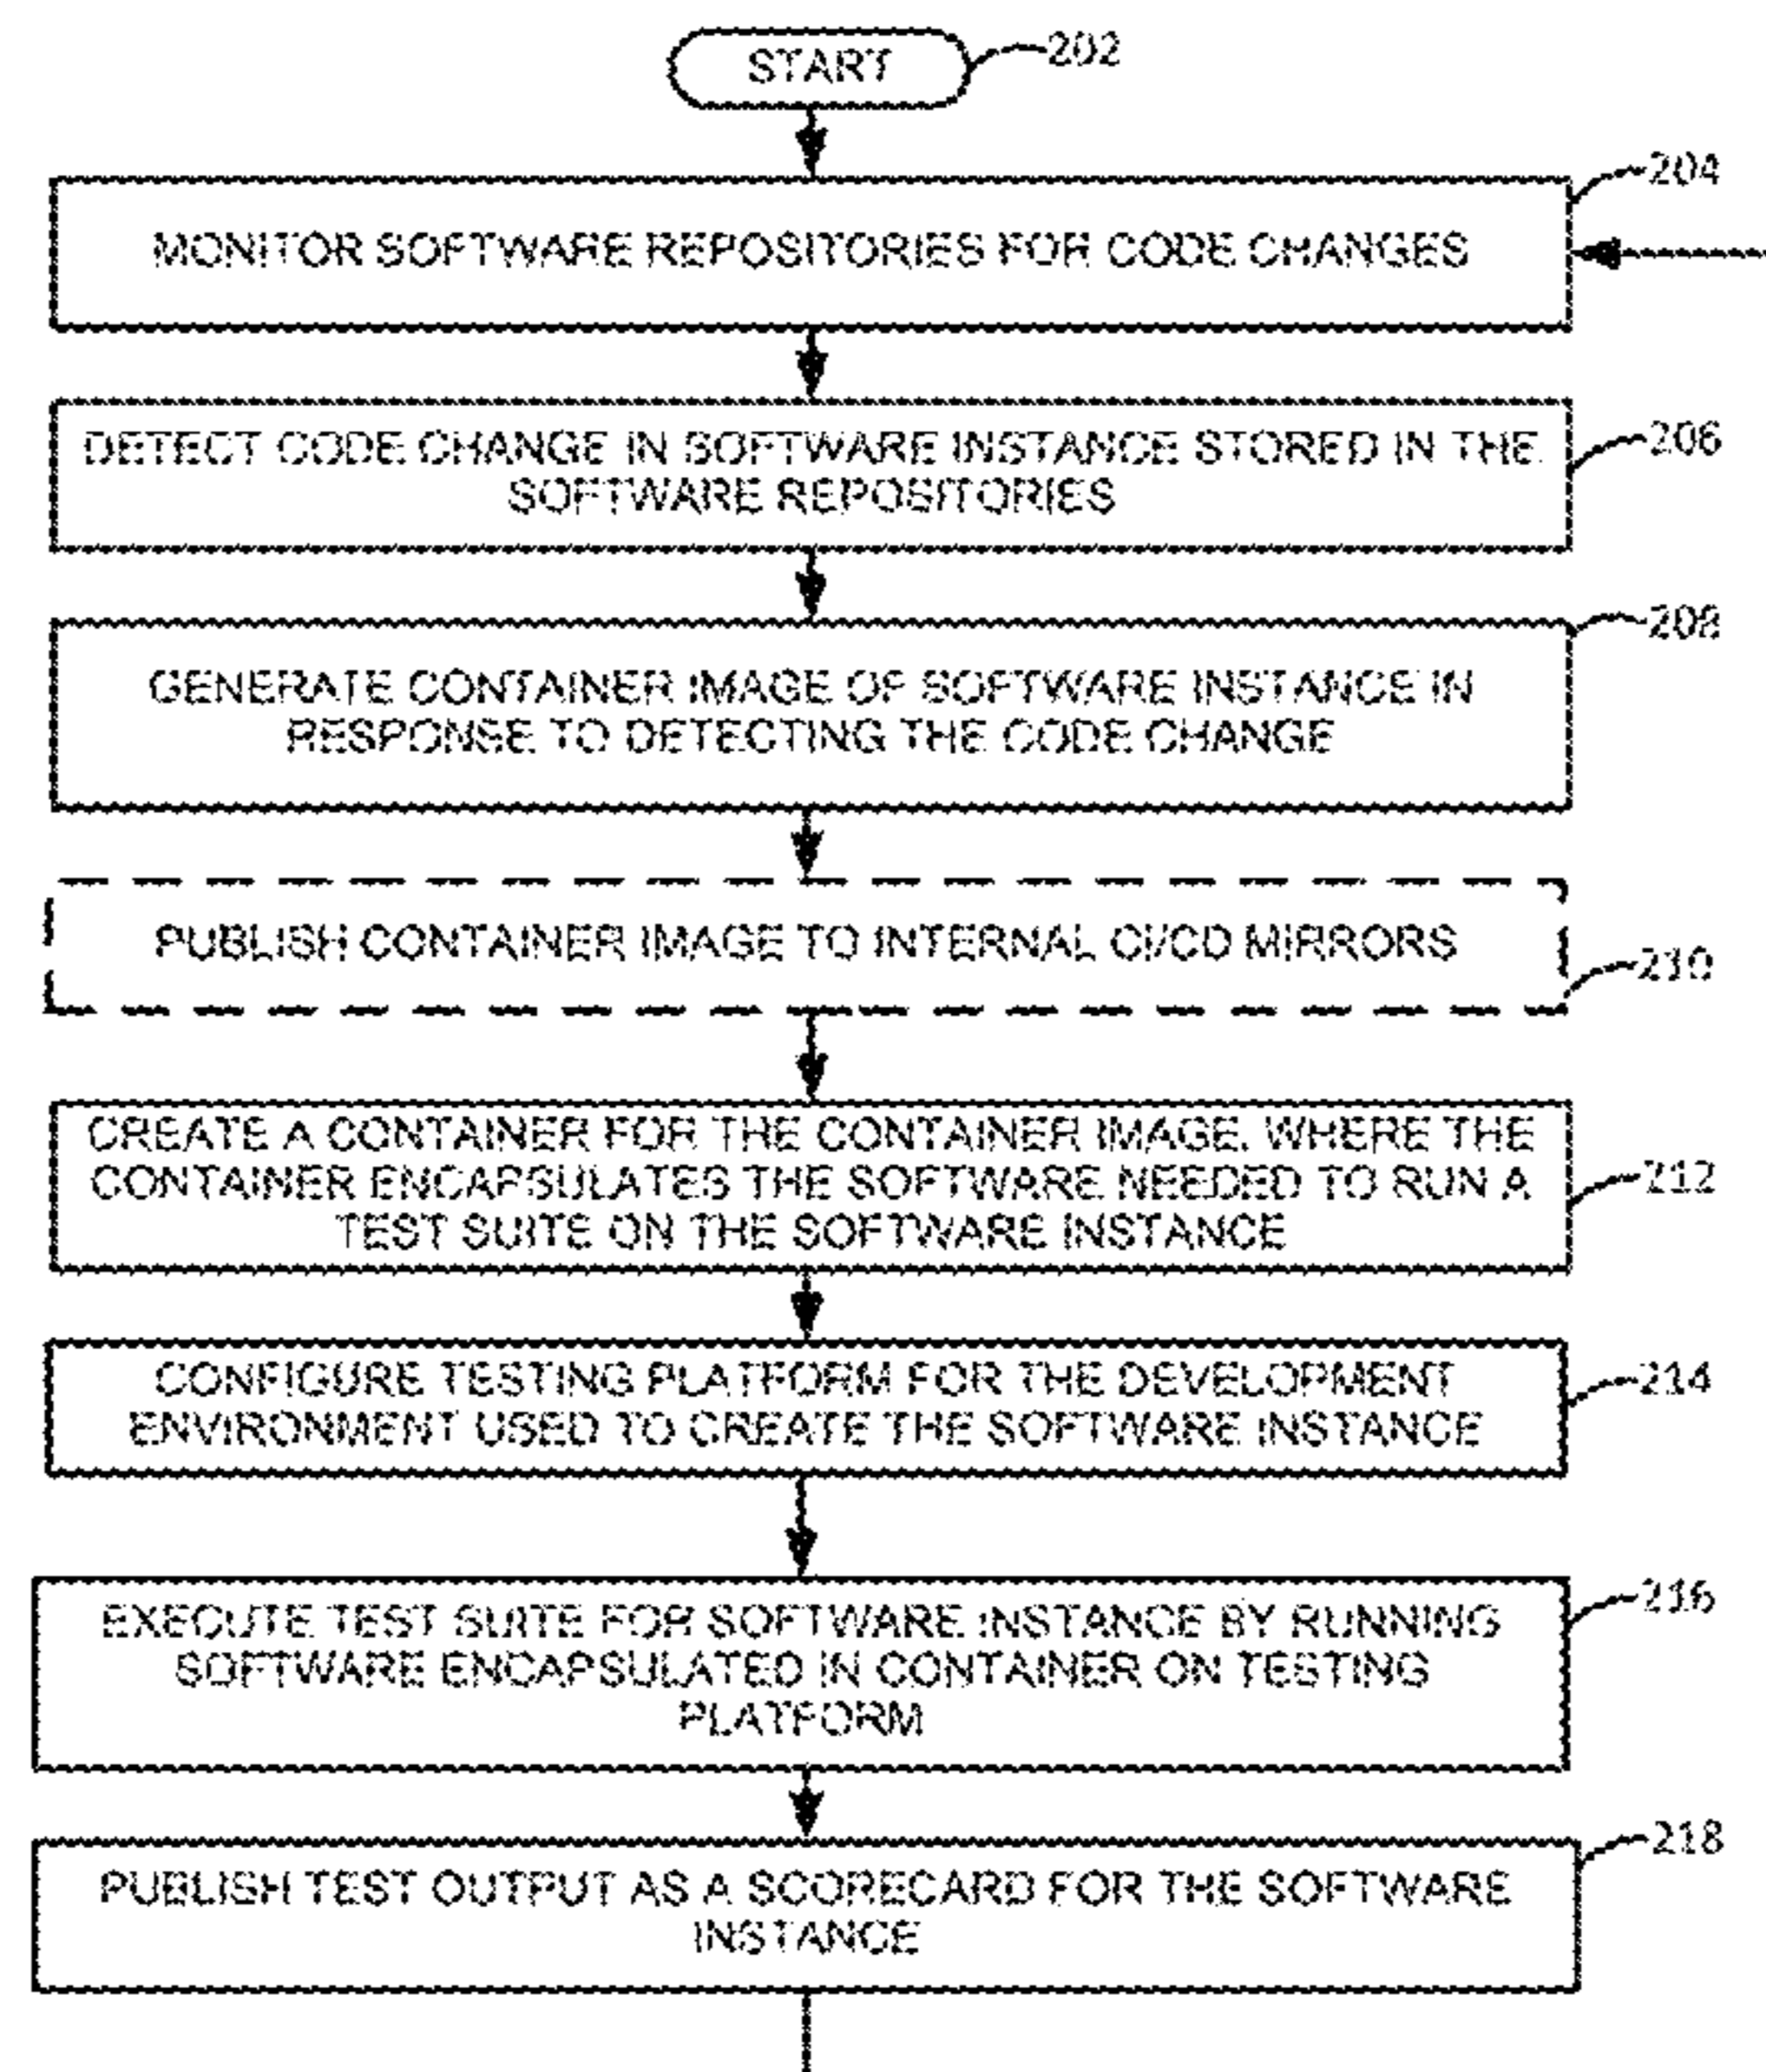 START
202
204
MONITOR SOFTWARE REPOSITORIES FOR CODE CHANGES
206
DETECT CODE CHANGE IN SOFTWARE INSTANCE STORED IN THE
SOFTWARE REPOSITORIES
208
GENERATE CONTAINER IMAGE OF SOFTWARE INSTANCE IN
RESPONSE TO DETECTING THE CODE CHANGE
PUBLISH CONTAINER IMAGE TO INTERNAL CI/CD MIRRORS
210
CREATE A CONTAINER FOR THE CONTAINER IMAGE, WHERE THE
CONTAINER ENCAPSULATES THE SOFTWARE NEEDED TO RUN A
TEST SUITE ON THE SOFTWARE INSTANCE
212
CONFIGURE TESTING PLATFORM FOR THE DEVELOPMENT
ENVIRONMENT USED TO CREATE THE SOFTWARE INSTANCE
214
EXECUTE TEST SUITE FOR SOFTWARE INSTANCE BY RUNNING
SOFTWARE ENCAPSULATED IN CONTAINER ON TESTING
PLATFORM
216
218
PUBLISH TEST OUTPUT AS A SCORECARD FOR THE SOFTWARE
INSTANCE